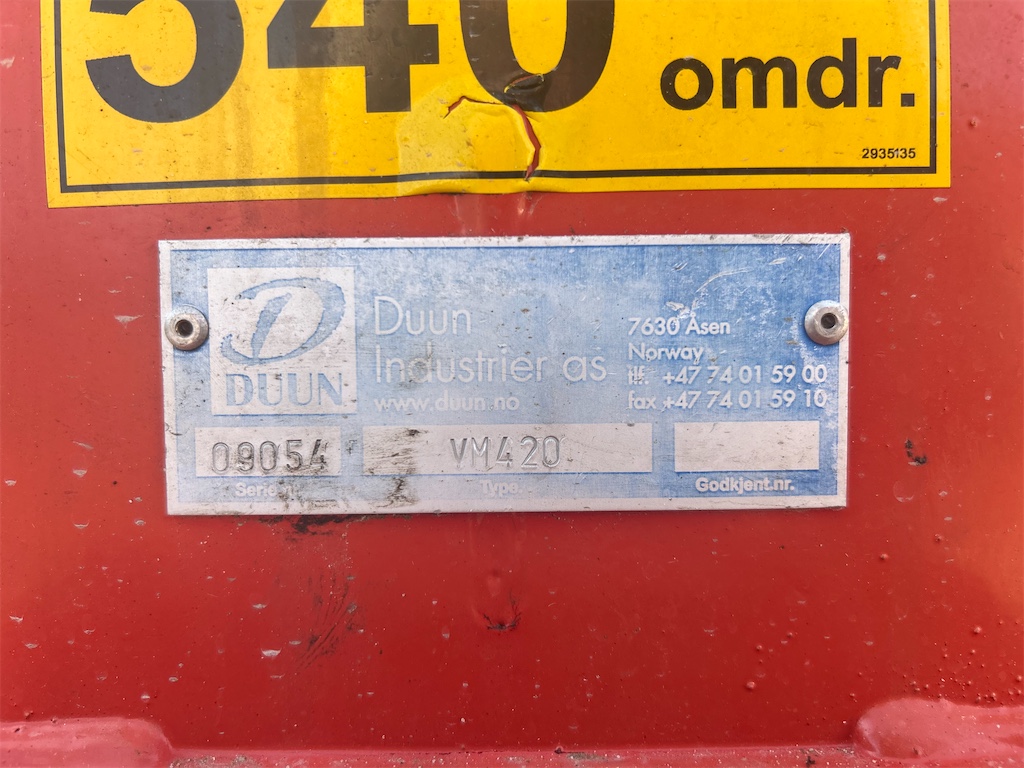 540 omdr.
2935135
DUUN
Duun
Industrier as
www.duun.no
7630 Åsen
Norway
tlf. +47 74 01 59 00
fax +47 74 01 59 10
09054
VM420
Serienr.
Type
Godkjent.nr.